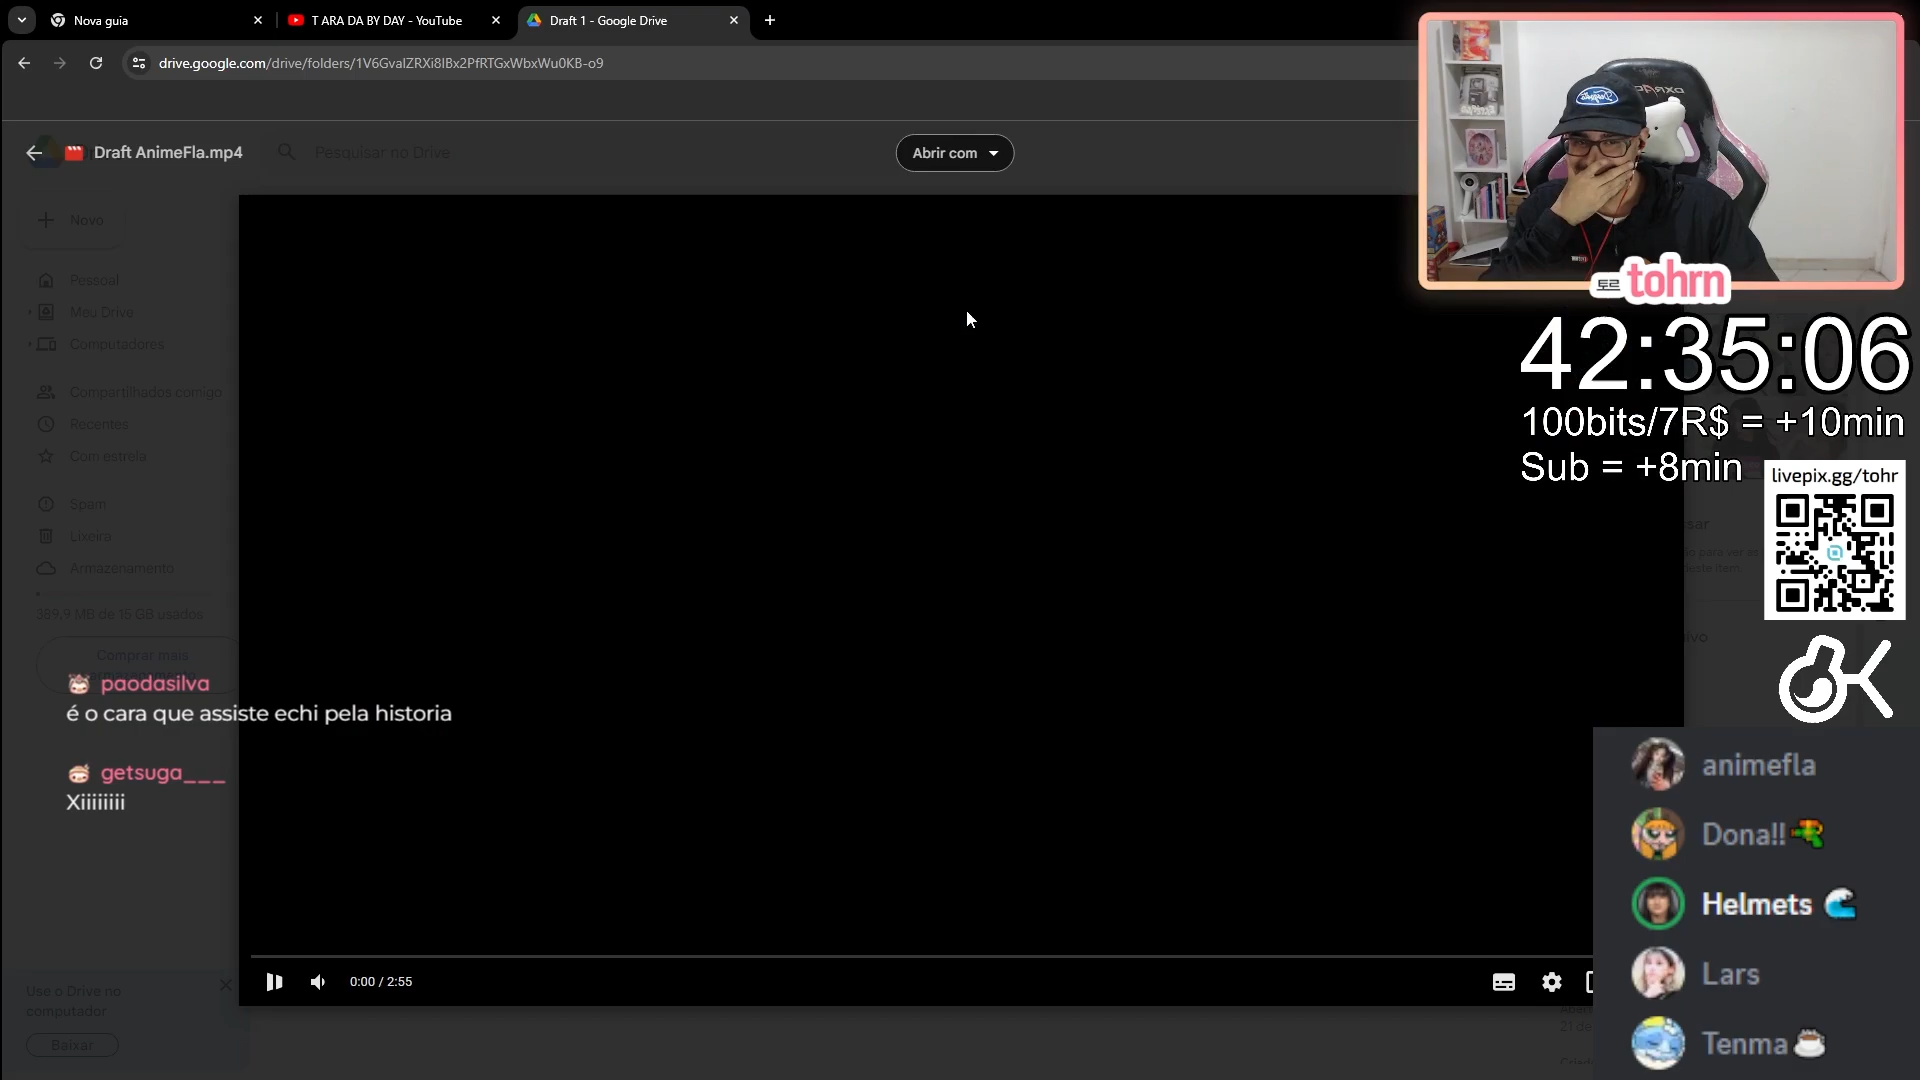 Nova guia
T ARA DA BY DAY - YouTube
Draft 1 - Google Drive
drive.google.com/drive/folders/1V6GvalZRXi8lBx2PfRTGxWbxWu0KB-o9
Draft AnimeFla.mp4
Pesquisar no Drive
Abrir com
Novo
Pessoal
Meu Drive
Computadores
Compartilhados comigo
Recentes
Com estrela
Spam
Lixeira
Armazenamento
389,9 MB de 15 GB usados
Comprar mais
paodasilva
é o cara que assiste echi pela historia
getsuga___
Xiiiiiiii
0:00 / 2:55
Use o Drive no
computador
Baixar
토르 tohrn
42:35:06
100bits/7R$ = +10min
Sub = +8min
livepix.gg/tohr
animefla
Dona!!
Helmets
Lars
Tenma